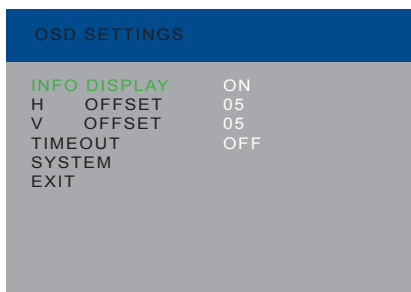 OSD SETTINGS
INFO DISPLAY ON
H OFFSET 05
V OFFSET 05
TIMEOUT OFF
SYSTEM
EXIT